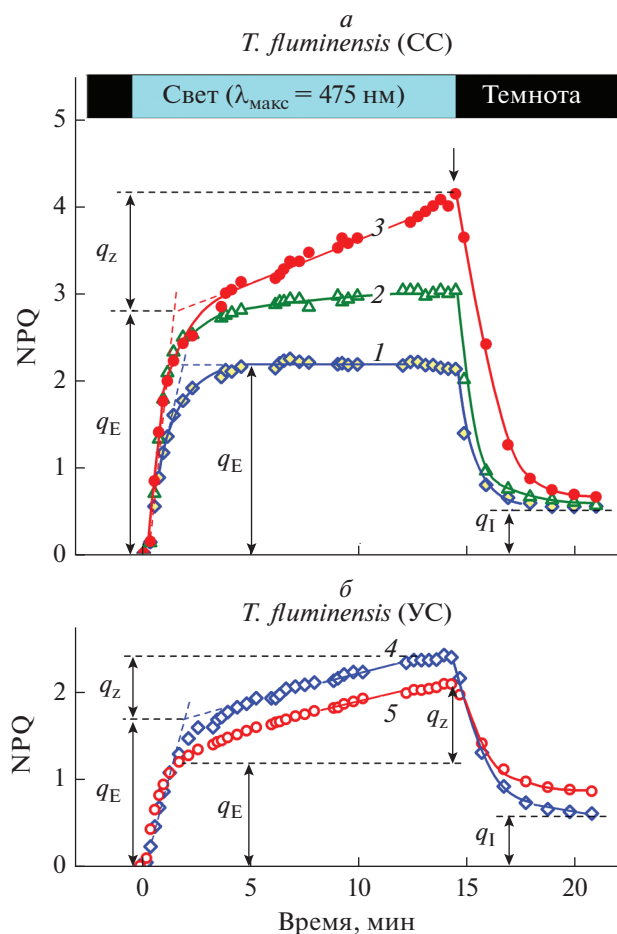 а
T. fluminensis (СС)
Свет (λмакс = 475 нм) Темнота
5
4
3
2
1
0
NPQ
qz
qE
qE
qI
3
2
1
б
T. fluminensis (УС)
2
1
0
NPQ
qz
qE
qE
qz
qI
4
5
0 5 10 15 20
Время, мин